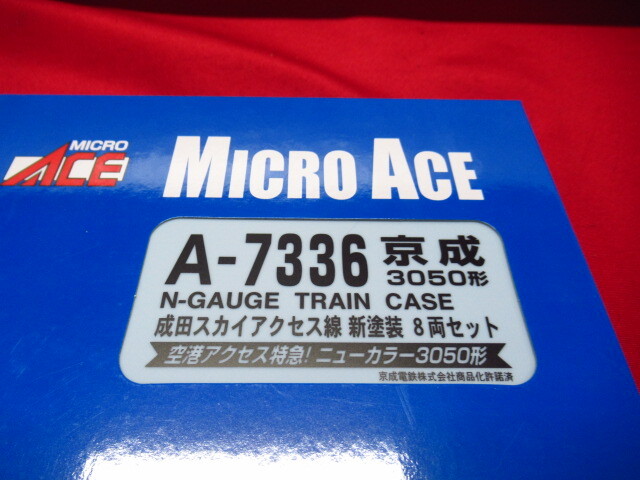 MICRO
ACE
MICRO ACE
A-7336 京成
3050形
N-GAUGE TRAIN CASE
成田スカイアクセス線 新塗装 8両セット
空港アクセス特急! ニューカラー3050形
京成電鉄株式会社商品化許諾済